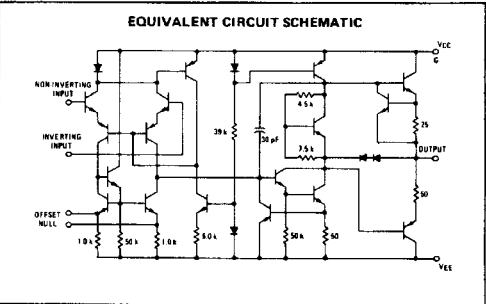 EQUIVALENT CIRCUIT SCHEMATIC
VCC
6
NON-INVERTING
INPUT
4.5 k
39 k
30 pF
25
INVERTING
INPUT
7.5 k
OUTPUT
50
OFFSET
NULL
1.0 k
50 k
1.0 k
5.0 k
50 k
50
VEE